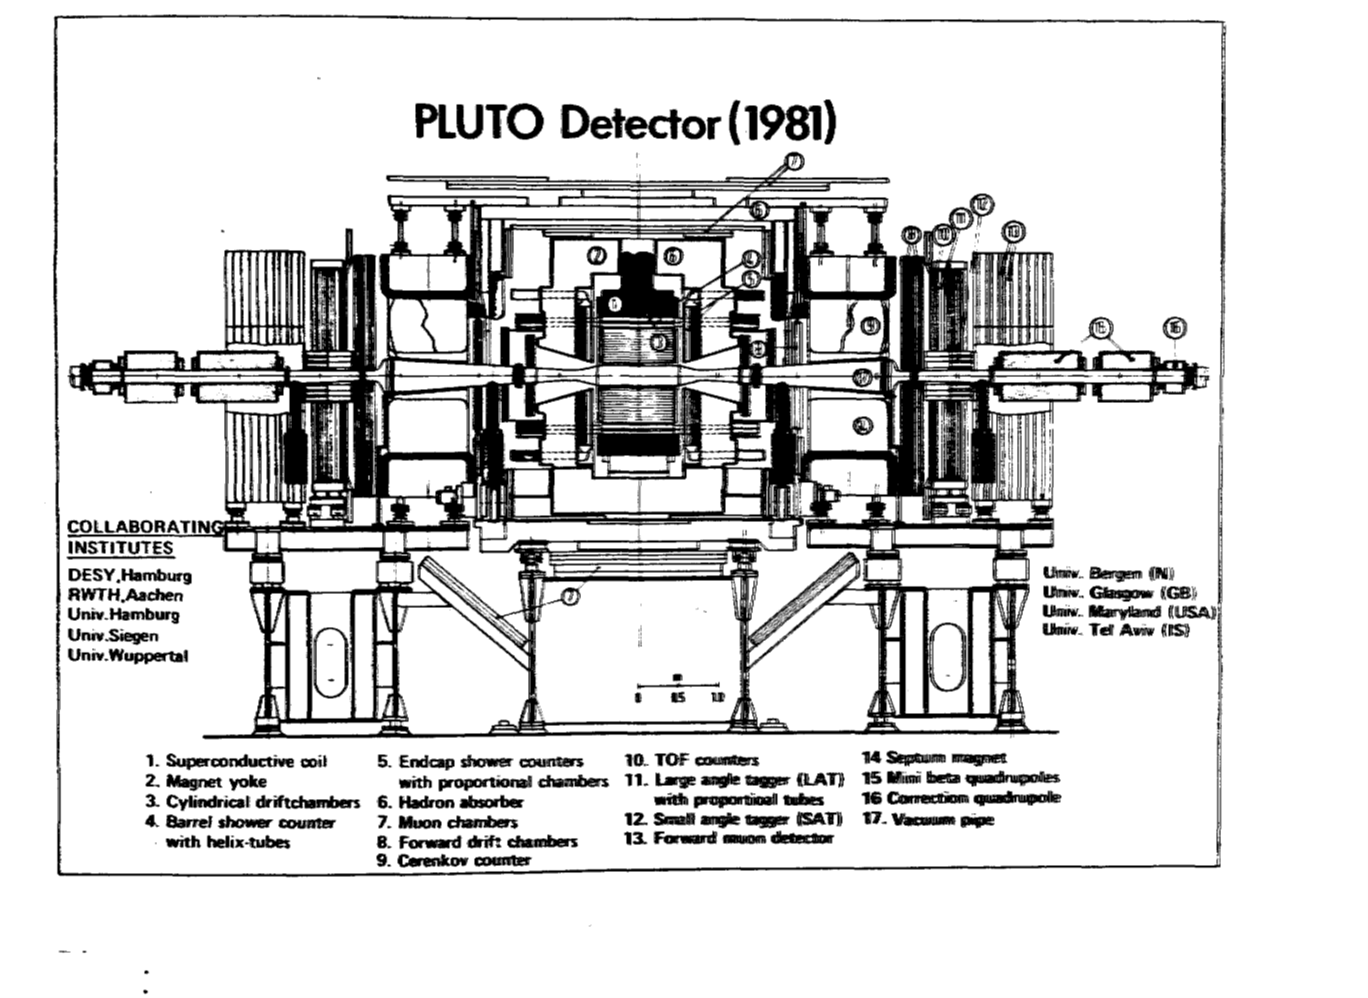 PLUTO Detector (1981)
COLLABORATING
INSTITUTES
DESY,Hamburg
RWTH,Aachen
Univ.Hamburg
Univ.Siegen
Univ.Wuppertal
Univ. Bergen (N)
Univ. Glasgow (GB)
Univ. Maryland (USA)
Univ. Tel Aviv (IS)
m
0 0.5 1.0
1. Superconductive coil
2. Magnet yoke
3. Cylindrical driftchambers
4. Barrel shower counter
with helix-tubes
5. Endcap shower counters
with proportional chambers
6. Hadron absorber
7. Muon chambers
8. Forward drift chambers
9. Cerenkov counter
10. TOF counters
11. Large angle tagger (LAT)
with proportional tubes
12. Small angle tagger (SAT)
13. Forward muon detector
14 Septum magnet
15 Mini beta quadrupoles
16 Correction quadrupole
17. Vacuum pipe